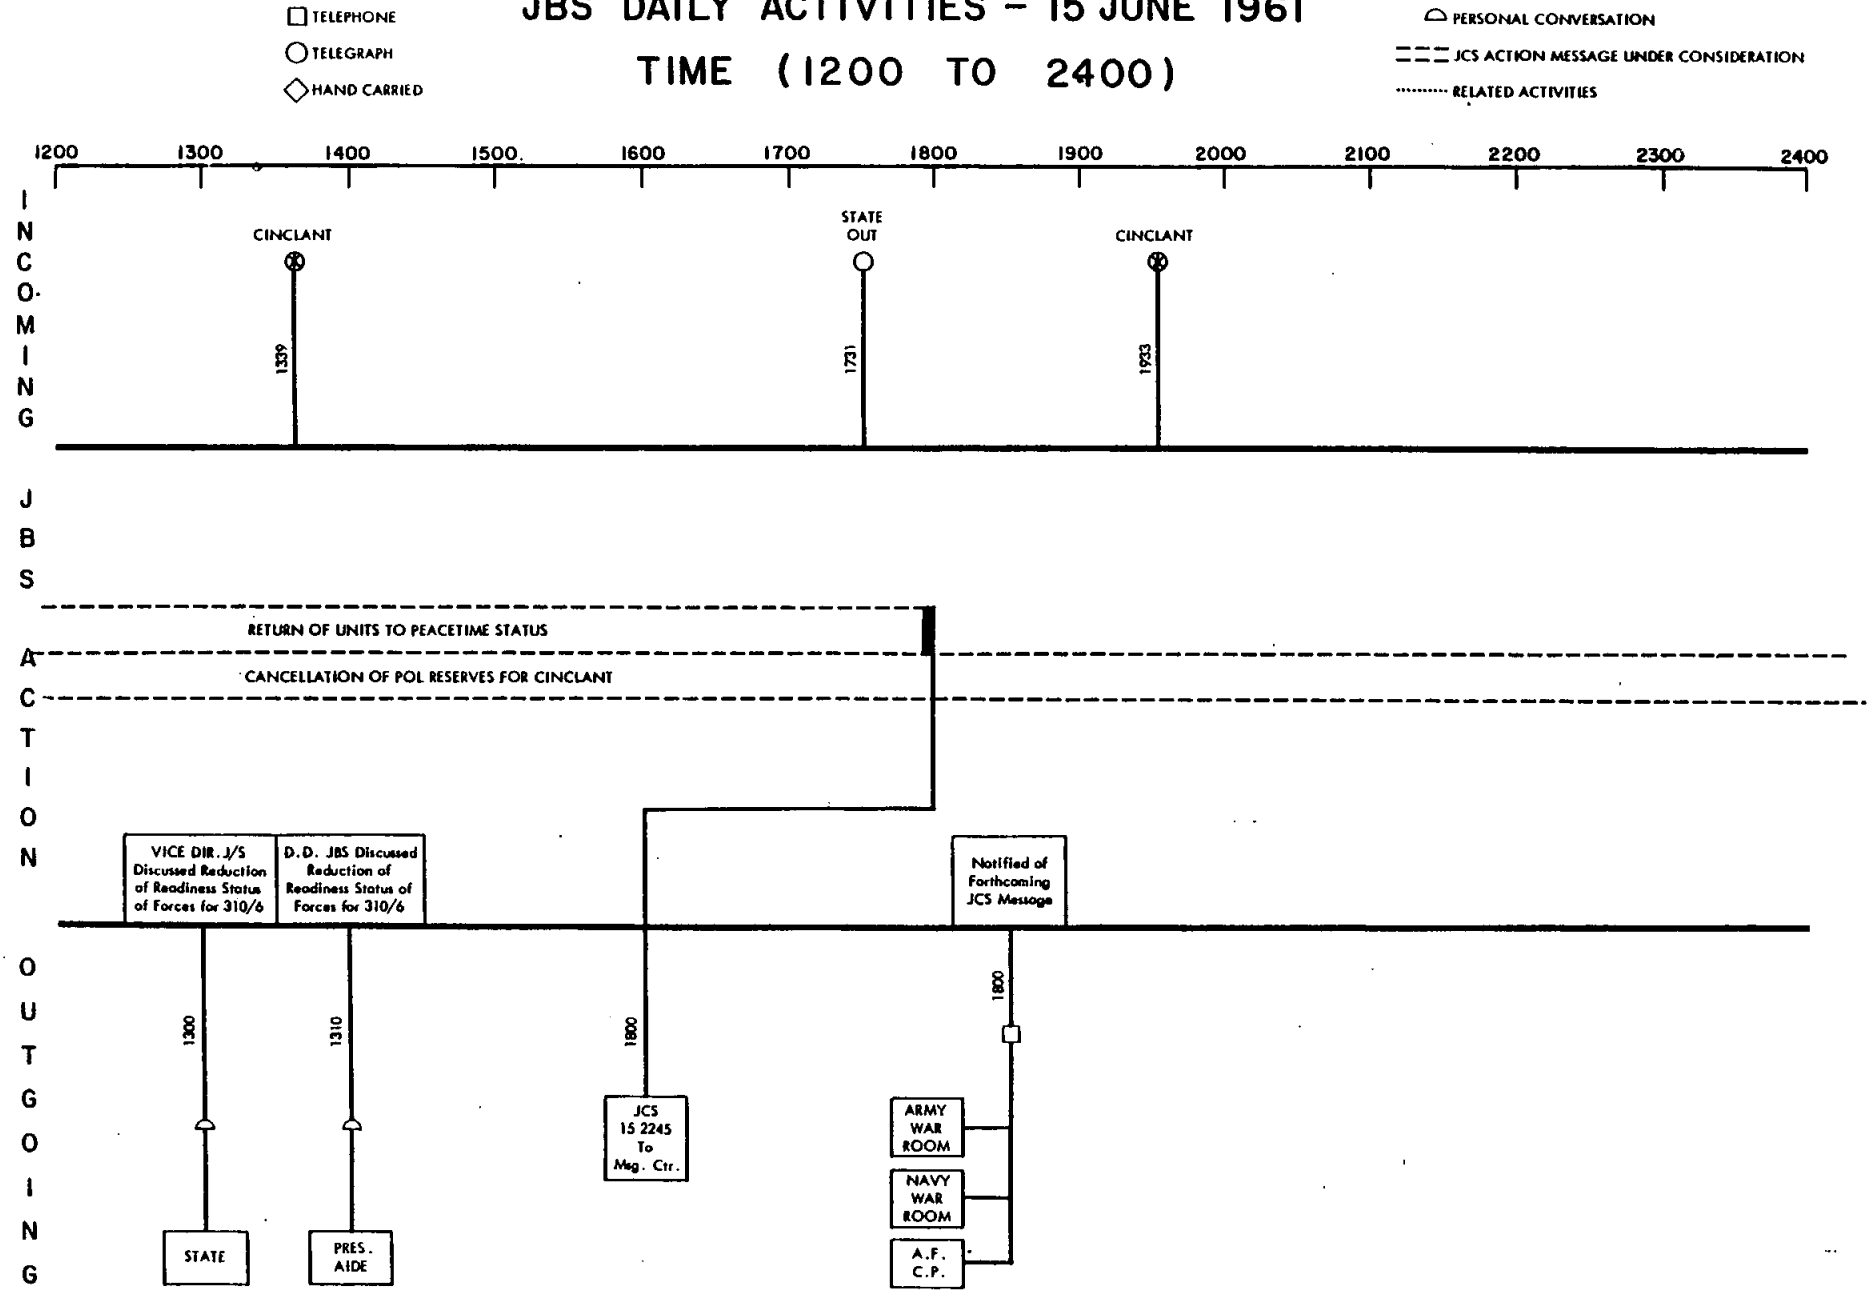 JBS DAILY ACTIVITIES – 15 JUNE 1961
TIME (1200 TO 2400)
TELEPHONE
TELEGRAPH
HAND CARRIED
PERSONAL CONVERSATION
JCS ACTION MESSAGE UNDER CONSIDERATION
RELATED ACTIVITIES
1200 1300 1400 1500 1600 1700 1800 1900 2000 2100 2200 2300 2400
INCOMING
CINCLANT
1339
STATE
OUT
1731
CINCLANT
1933
JBS ACTION
RETURN OF UNITS TO PEACETIME STATUS
CANCELLATION OF POL RESERVES FOR CINCLANT
VICE DIR. J/S
Discussed Reduction
of Readiness Status
of Forces for 310/6
D.D. JBS Discussed
Reduction of
Readiness Status of
Forces for 310/6
Notified of
Forthcoming
JCS Message
OUTGOING
1300
STATE
1310
PRES.
AIDE
1800
JCS
15 2245
To
Msg. Ctr.
1800
ARMY
WAR
ROOM
NAVY
WAR
ROOM
A.F.
C.P.